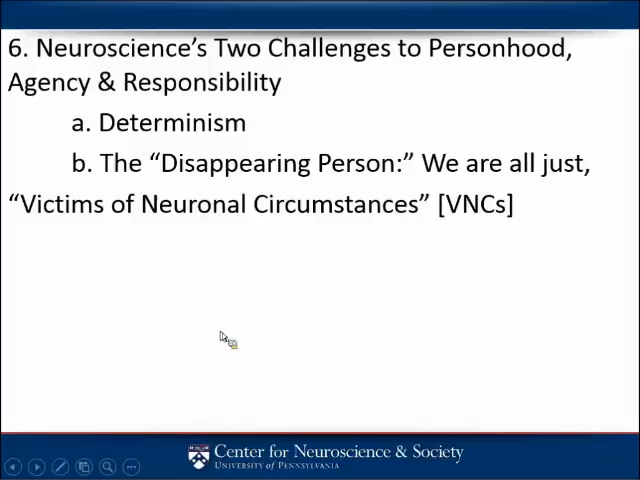 6. Neuroscience's Two Challenges to Personhood,
Agency & Responsibility
a. Determinism
b. The “Disappearing Person:” We are all just,
“Victims of Neuronal Circumstances” [VNCs]
Center for Neuroscience & Society
UNIVERSITY of PENNSYLVANIA